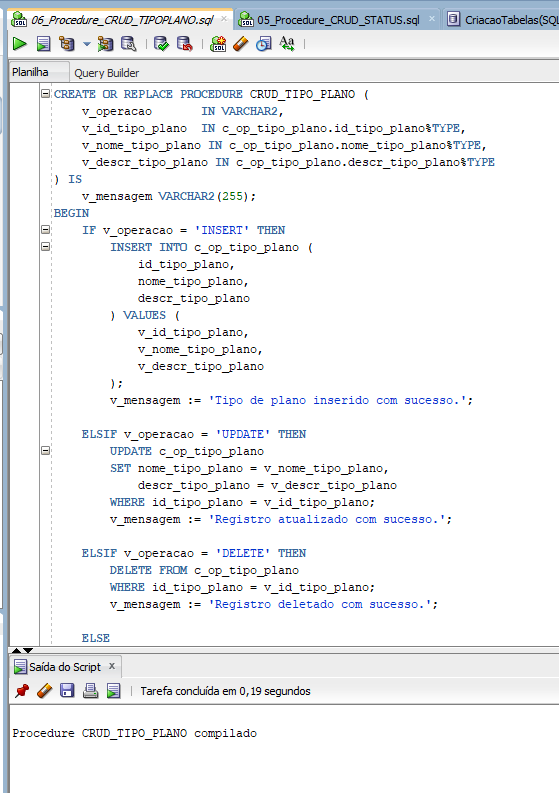 06_Procedure_CRUD_TIPOPLANO.sql × 05_Procedure_CRUD_STATUS.sql × CriacaoTabelas(SQL
Planilha Query Builder
CREATE OR REPLACE PROCEDURE CRUD_TIPO_PLANO (
v_operacao IN VARCHAR2,
v_id_tipo_plano IN c_op_tipo_plano.id_tipo_plano%TYPE,
v_nome_tipo_plano IN c_op_tipo_plano.nome_tipo_plano%TYPE,
v_descr_tipo_plano IN c_op_tipo_plano.descr_tipo_plano%TYPE
) IS
v_mensagem VARCHAR2(255);
BEGIN
IF v_operacao = 'INSERT' THEN
INSERT INTO c_op_tipo_plano (
id_tipo_plano,
nome_tipo_plano,
descr_tipo_plano
) VALUES (
v_id_tipo_plano,
v_nome_tipo_plano,
v_descr_tipo_plano
);
v_mensagem := 'Tipo de plano inserido com sucesso.';
ELSIF v_operacao = 'UPDATE' THEN
UPDATE c_op_tipo_plano
SET nome_tipo_plano = v_nome_tipo_plano,
descr_tipo_plano = v_descr_tipo_plano
WHERE id_tipo_plano = v_id_tipo_plano;
v_mensagem := 'Registro atualizado com sucesso.';
ELSIF v_operacao = 'DELETE' THEN
DELETE FROM c_op_tipo_plano
WHERE id_tipo_plano = v_id_tipo_plano;
v_mensagem := 'Registro deletado com sucesso.';
ELSE
Saída do Script ×
Tarefa concluída em 0,19 segundos
Procedure CRUD_TIPO_PLANO compilado